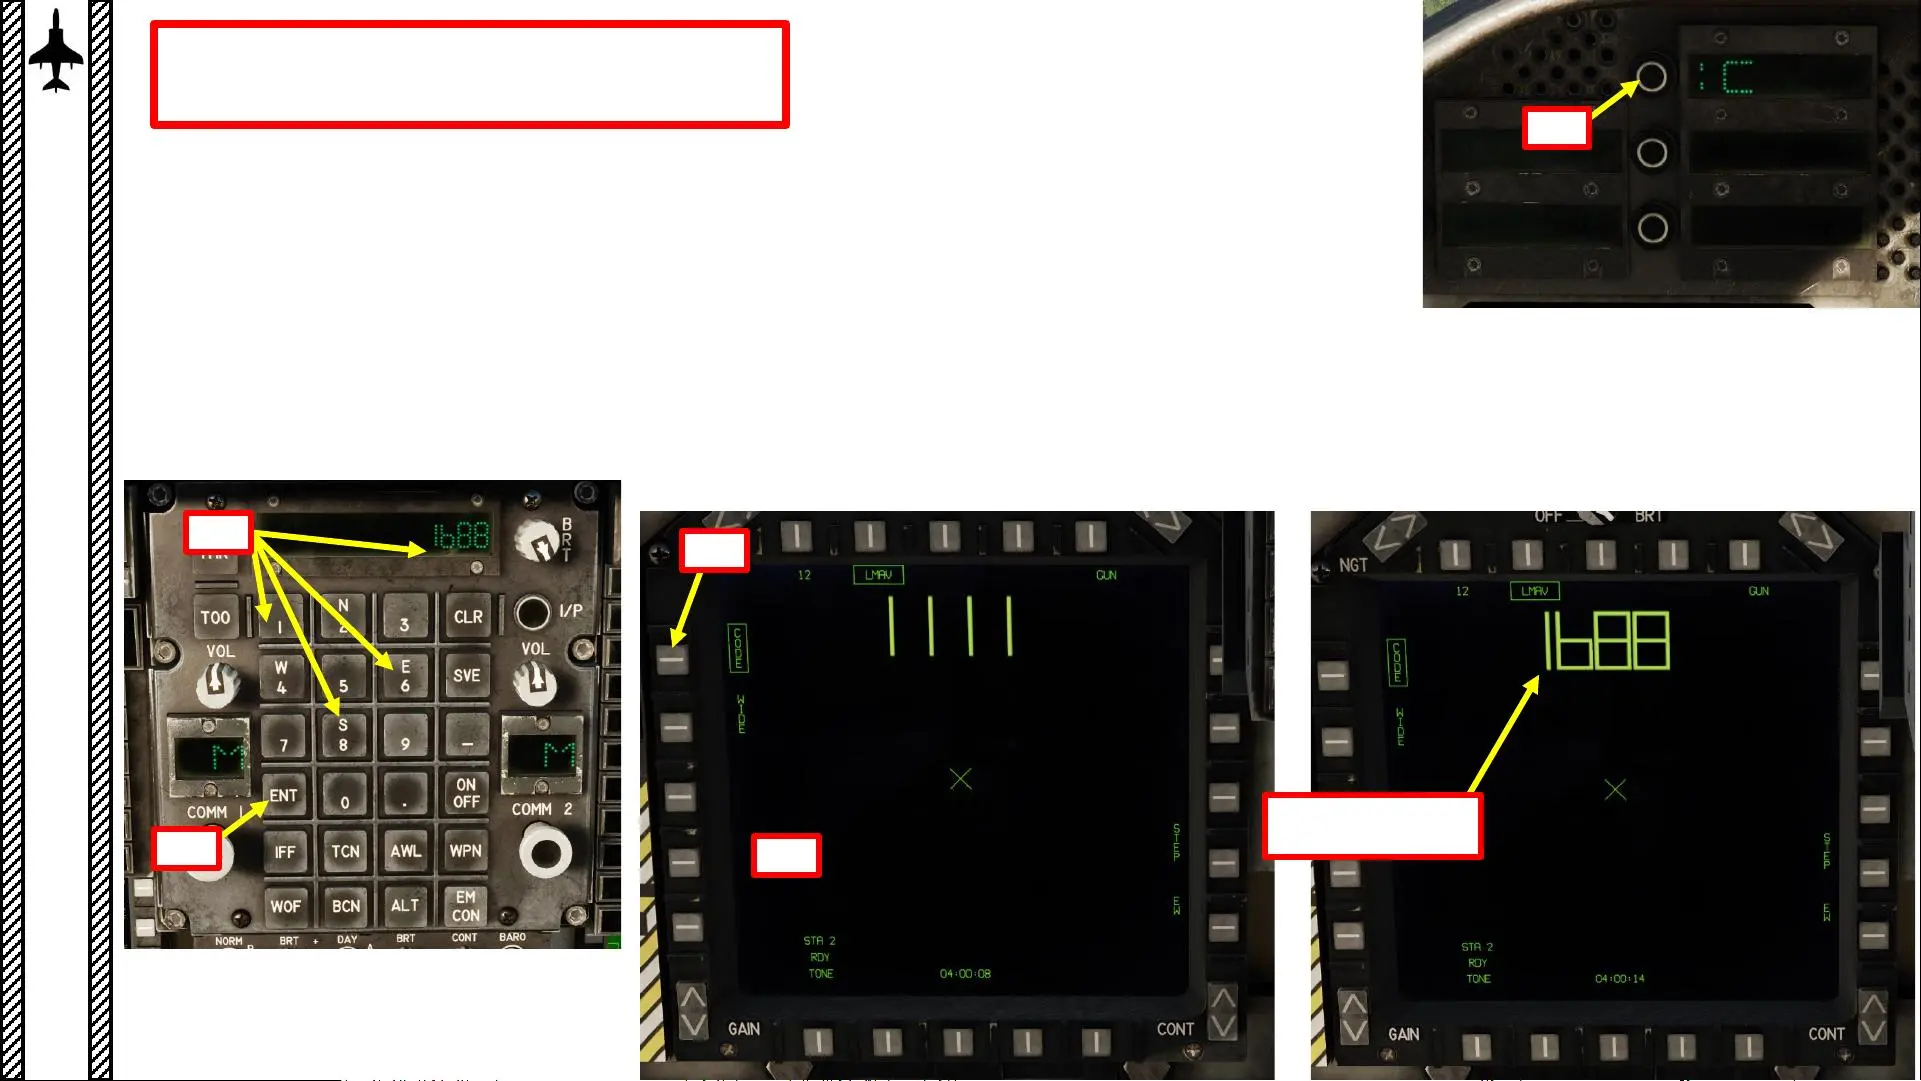 : C
1688
BRT
TOO
1
N
2
3
CLR
I/P
VOL
W
4
5
E
6
SVE
VOL
7
S
8
9
-
M
M
COMM 1
ENT
0
.
ON
OFF
COMM 2
IFF
TCN
AWL
WPN
WOF
BCN
ALT
EM
CON
NORM
BRT
+
DAY
A
BRT
CONT
BARO
12
LMAV
GUN
CODE
1111
WIDE
STEP
EW
STA 2
RDY
TONE
04:00:08
GAIN
CONT
OFF
BRT
NGT
12
LMAV
GUN
CODE
1688
WIDE
STEP
EW
STA 2
RDY
TONE
04:00:14
GAIN
CONT